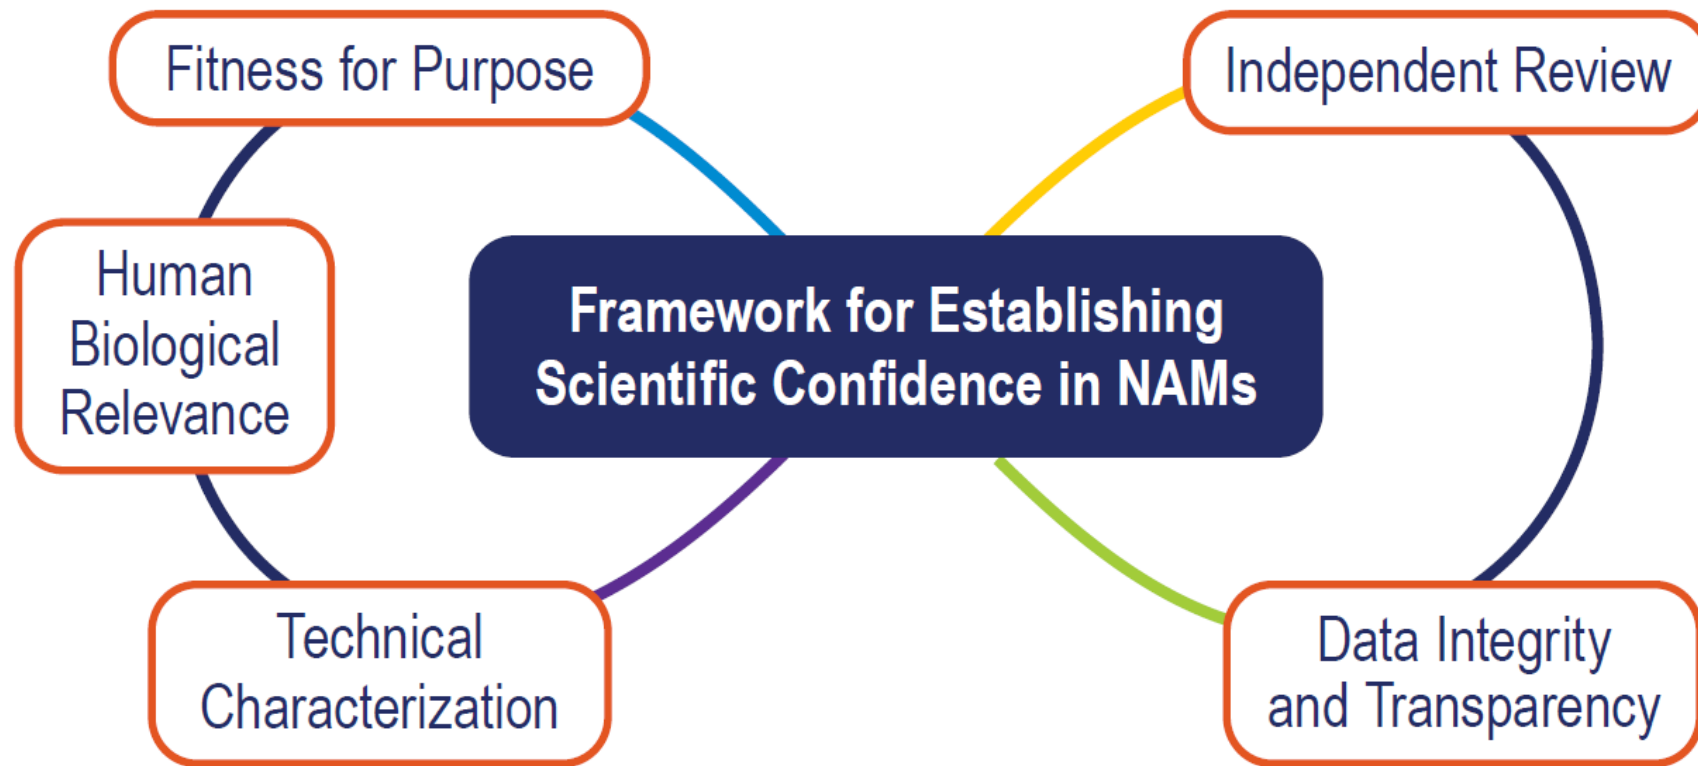 Fitness for Purpose
Independent Review
Human
Biological
Relevance
Framework for Establishing
Scientific Confidence in NAMs
Technical
Characterization
Data Integrity
and Transparency